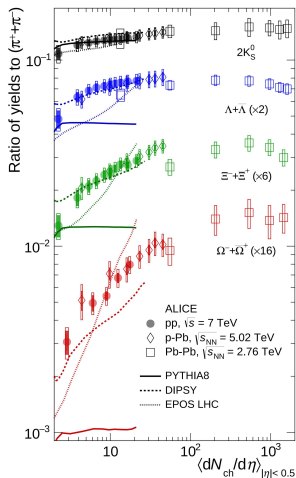 Ratio of yields to (π⁺+π⁻)
10⁻¹
2K⁰S
Λ+Λ̅ (×2)
Ξ⁻+Ξ̅⁺ (×6)
10⁻²
Ω⁻+Ω̅⁺ (×16)
ALICE
pp, √s = 7 TeV
p-Pb, √sNN = 5.02 TeV
Pb-Pb, √sNN = 2.76 TeV
PYTHIA8
DIPSY
EPOS LHC
10⁻³
10 10² 10³
⟨dNch/dη⟩|η|< 0.5